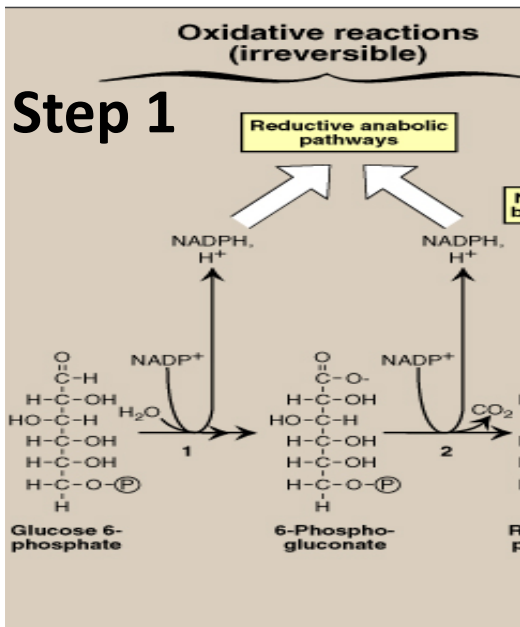 Oxidative reactions
(irreversible)
Step 1
Reductive anabolic
pathways
NADPH,
H+
NADPH,
H+
NADP+
NADP+
H2O
CO2
1
2
O
C-H
H-C-OH
HO-C-H
H-C-OH
H-C-OH
H-C-O-P
H
O
C-O-
H-C-OH
HO-C-H
H-C-OH
H-C-OH
H-C-O-P
H
Glucose 6-
phosphate
6-Phospho-
gluconate